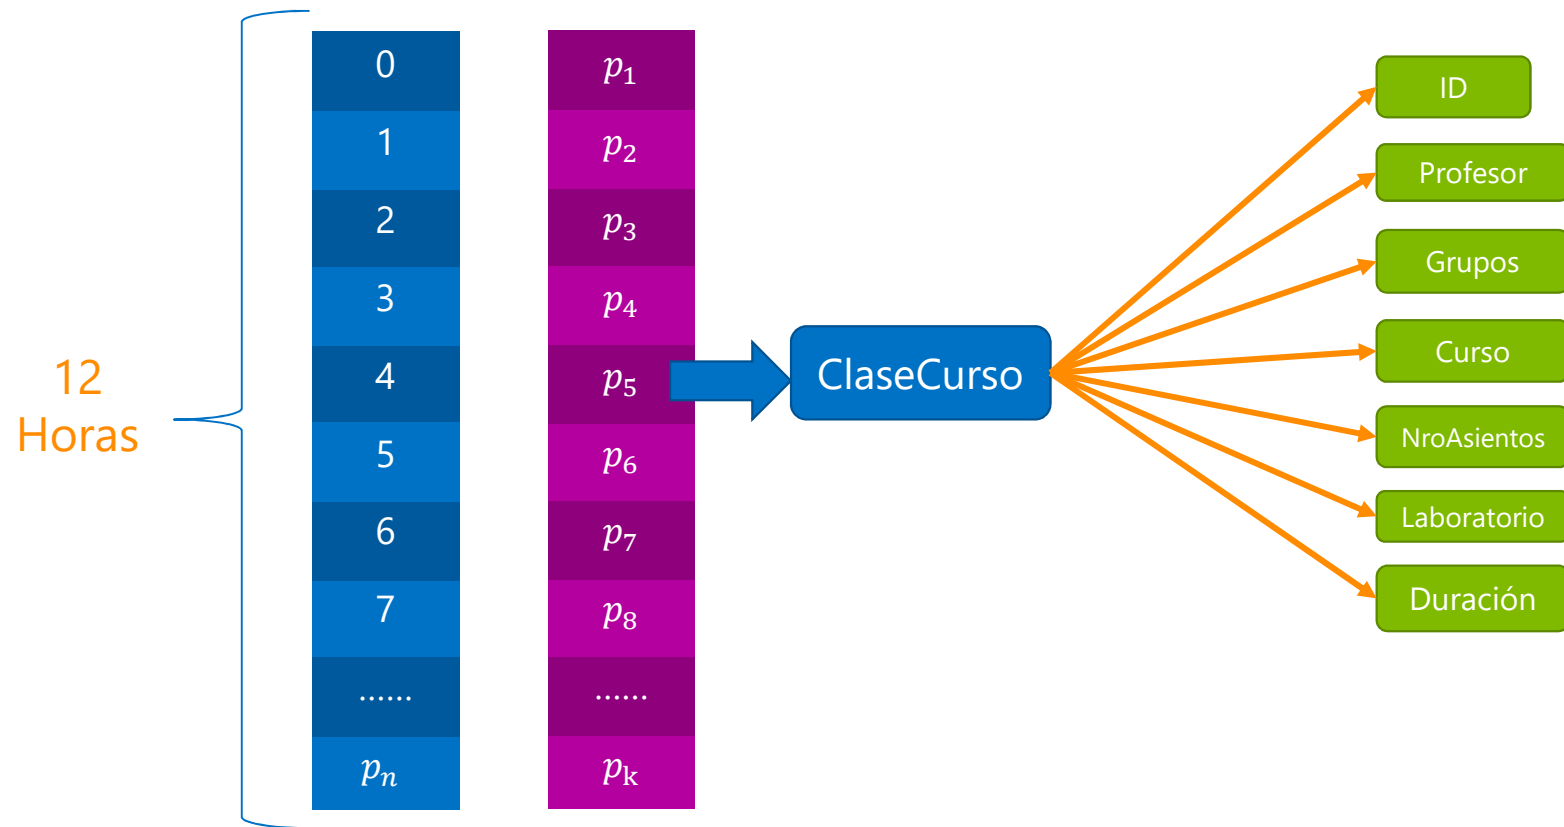 12
Horas
0
1
2
3
4
5
6
7
......
pₙ
p₁
p₂
p₃
p₄
p₅
p₆
p₇
p₈
......
pₖ
ClaseCurso
ID
Profesor
Grupos
Curso
NroAsientos
Laboratorio
Duración